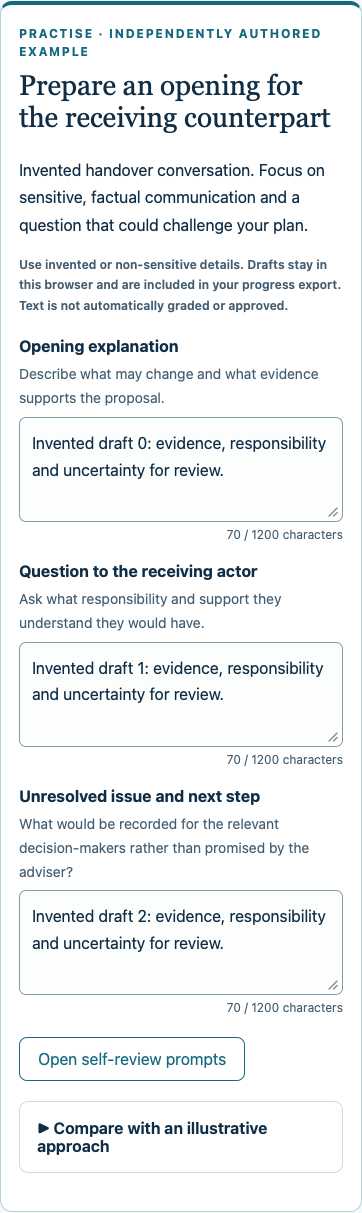 PRACTISE · INDEPENDENTLY AUTHORED
EXAMPLE
Prepare an opening for
the receiving counterpart
Invented handover conversation. Focus on
sensitive, factual communication and a
question that could challenge your plan.
Use invented or non-sensitive details. Drafts stay in
this browser and are included in your progress export.
Text is not automatically graded or approved.
Opening explanation
Describe what may change and what evidence
supports the proposal.
Invented draft 0: evidence, responsibility
and uncertainty for review.
70 / 1200 characters
Question to the receiving actor
Ask what responsibility and support they
understand they would have.
Invented draft 1: evidence, responsibility
and uncertainty for review.
70 / 1200 characters
Unresolved issue and next step
What would be recorded for the relevant
decision-makers rather than promised by the
adviser?
Invented draft 2: evidence, responsibility
and uncertainty for review.
70 / 1200 characters
Open self-review prompts
Compare with an illustrative
approach